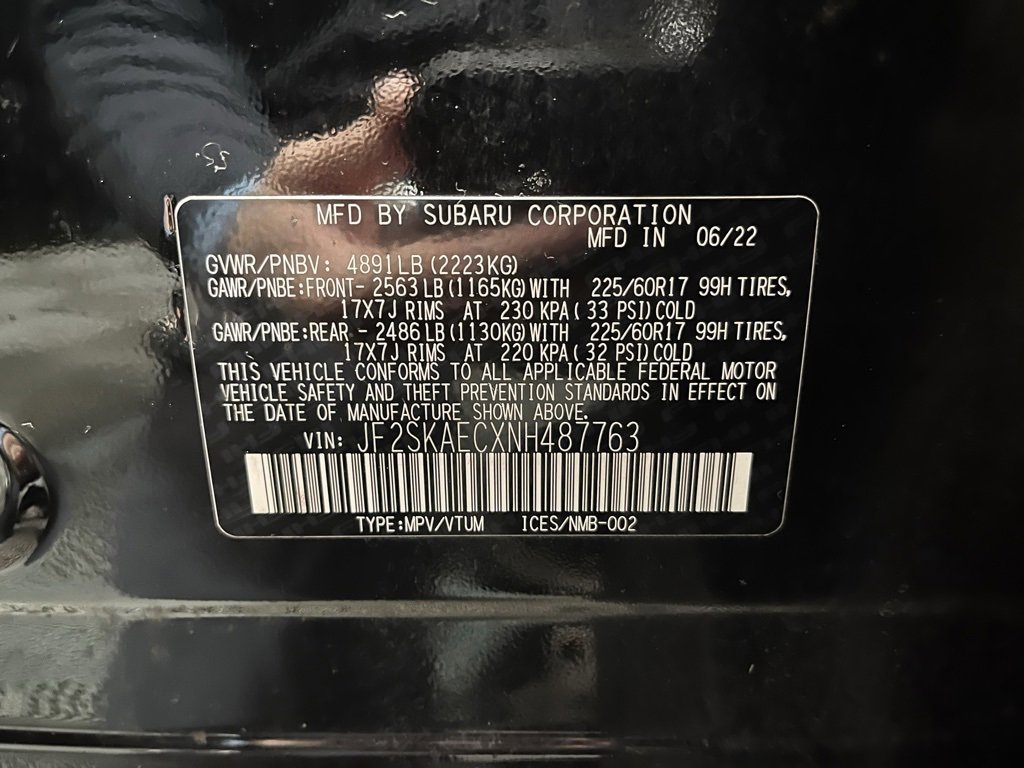 MFD BY SUBARU CORPORATION
MFD IN 06/22
GVWR/PNBV: 4891LB (2223KG)
GAWR/PNBE:FRONT- 2563 LB (1165KG) WITH 225/60R17 99H TIRES,
17X7J RIMS AT 230 KPA ( 33 PSI) COLD
GAWR/PNBE:REAR - 2486 LB (1130KG) WITH 225/60R17 99H TIRES,
17X7J RIMS AT 220 KPA ( 32 PSI) COLD
THIS VEHICLE CONFORMS TO ALL APPLICABLE FEDERAL MOTOR
VEHICLE SAFETY AND THEFT PREVENTION STANDARDS IN EFFECT ON
THE DATE OF MANUFACTURE SHOWN ABOVE.
VIN: JF2SKAECXNH487763
TYPE:MPV/VTUM ICES/NMB-002